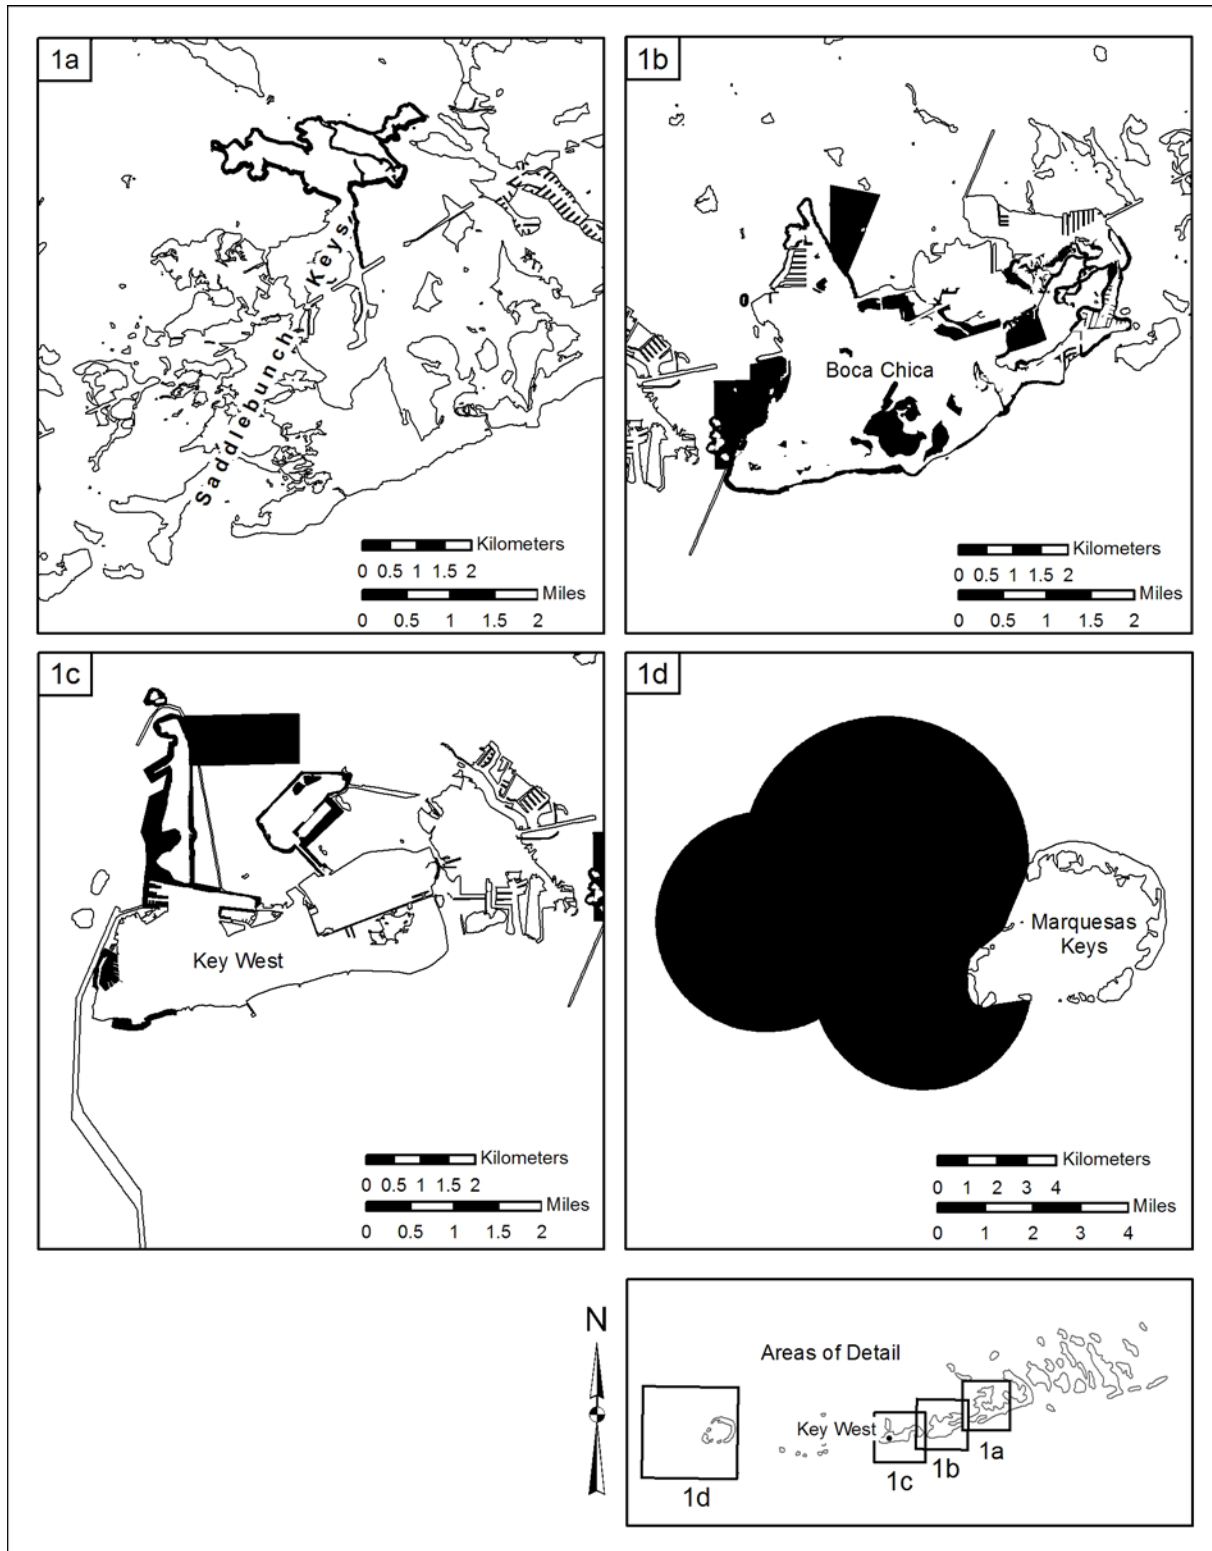 1a
Saddlebunch Keys
Kilometers
0 0.5 1 1.5 2
Miles
0 0.5 1 1.5 2
1b
Boca Chica
Kilometers
0 0.5 1 1.5 2
Miles
0 0.5 1 1.5 2
1c
Key West
Kilometers
0 0.5 1 1.5 2
Miles
0 0.5 1 1.5 2
1d
Marquesas
Keys
Kilometers
0 1 2 3 4
Miles
0 1 2 3 4
N
Areas of Detail
Key West
1a
1b
1c
1d